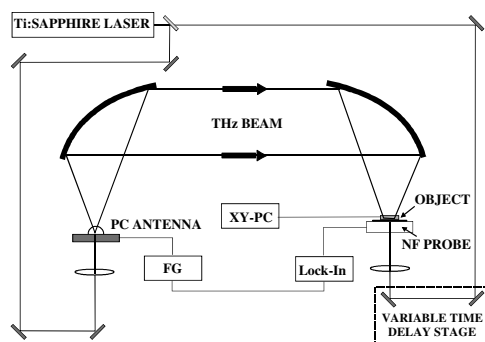 Ti:SAPPHIRE LASER
THz BEAM
OBJECT
XY-PC
PC ANTENNA
NF PROBE
FG
Lock-In
VARIABLE TIME
DELAY STAGE